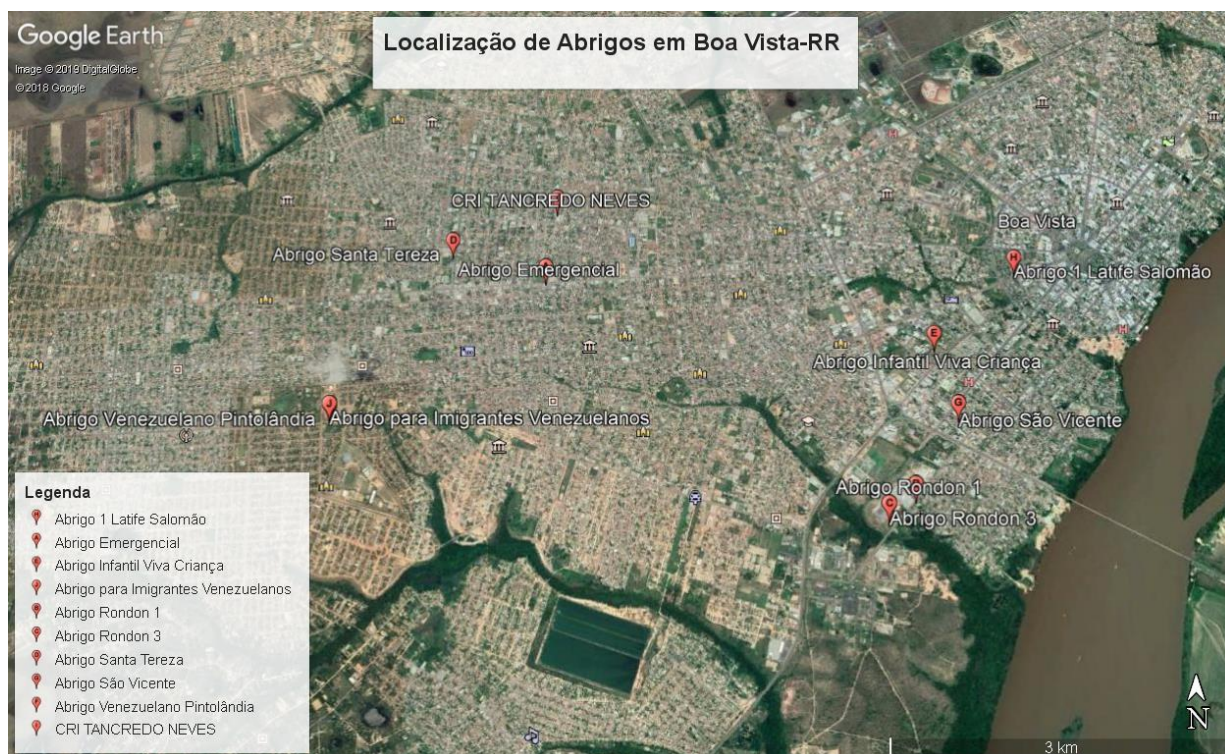 Google Earth
Image © 2019 DigitalGlobe
©2018 Google
Localização de Abrigos em Boa Vista-RR
CRI TANCREDO NEVES
Boa Vista
D
Abrigo Santa Tereza
Abrigo Emergencial
H
Abrigo 1 Latife Salomão
E
Abrigo Infantil Viva Criança
J
G
Abrigo Venezuelano Pintolândia
Abrigo para Imigrantes Venezuelanos
Abrigo São Vicente
Abrigo Rondon 1
C
Abrigo Rondon 3
Legenda
Abrigo 1 Latife Salomão
Abrigo Emergencial
Abrigo Infantil Viva Criança
Abrigo para Imigrantes Venezuelanos
Abrigo Rondon 1
Abrigo Rondon 3
Abrigo Santa Tereza
Abrigo São Vicente
Abrigo Venezuelano Pintolândia
CRI TANCREDO NEVES
N
3 km